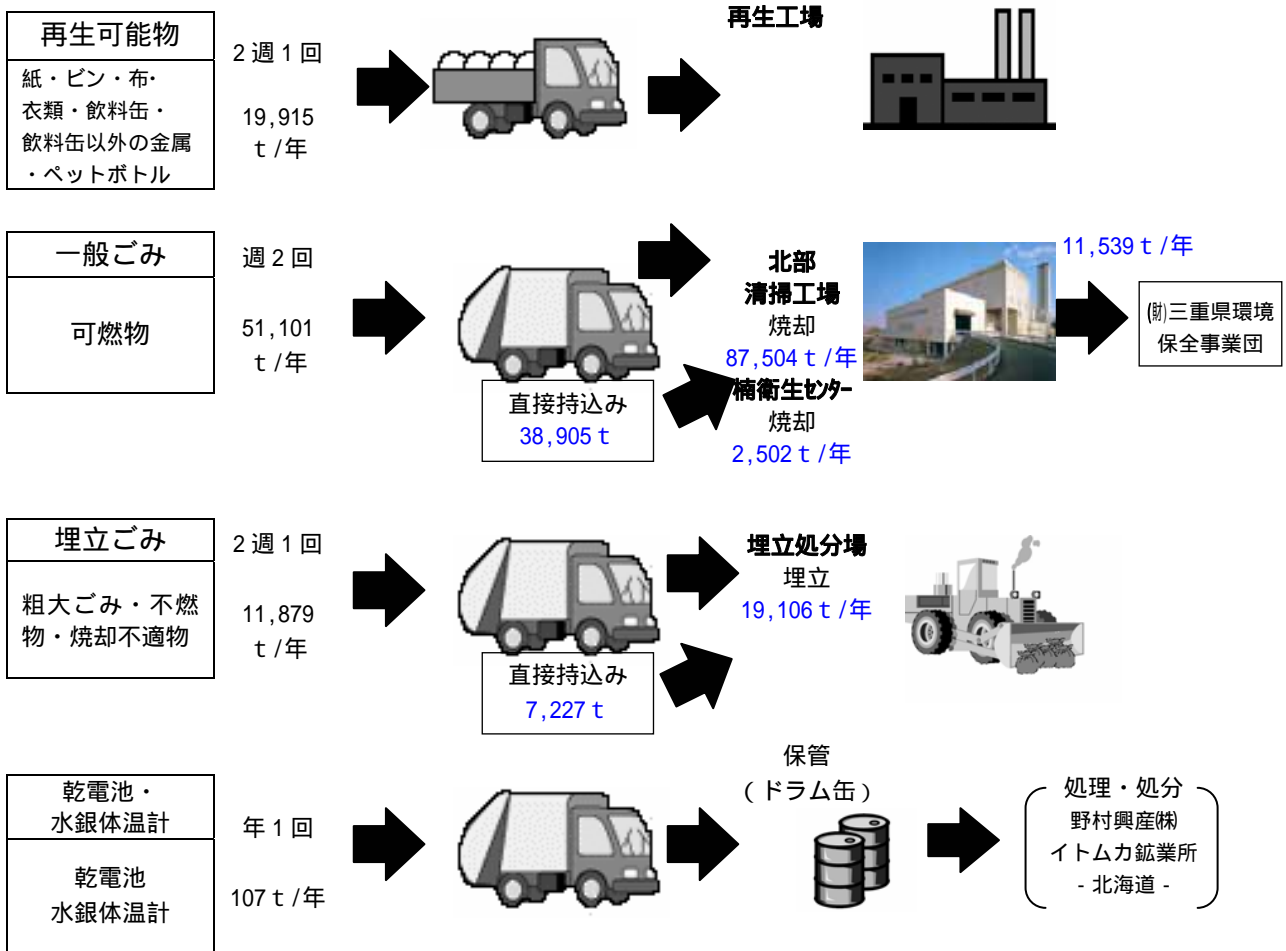 再生可能物
紙・ビン・布・
衣類・飲料缶・
飲料缶以外の金属
・ペットボトル
2週1回
19,915
t/年
再生工場
一般ごみ
可燃物
週2回
51,101
t/年
直接持込み
38,905t
北部
清掃工場
焼却
87,504t/年
楠衛生センター
焼却
2,502t/年
11,539t/年
㈶三重県環境
保全事業団
埋立ごみ
粗大ごみ・不燃
物・焼却不適物
2週1回
11,879
t/年
直接持込み
7,227t
埋立処分場
埋立
19,106t/年
乾電池・
水銀体温計
乾電池
水銀体温計
年1回
107t/年
保管
(ドラム缶)
処理・処分
野村興産㈱
イトムカ鉱業所
-北海道-